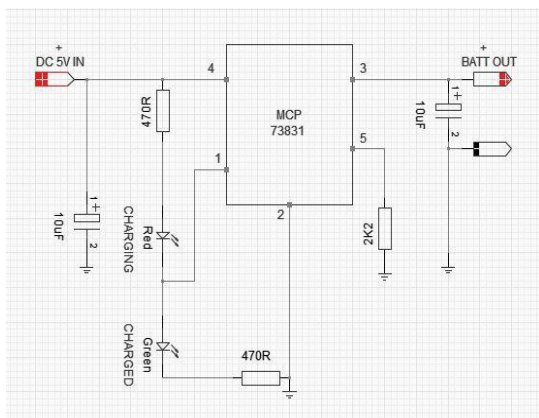 +
DC 5V IN
4
470R
1
1
+
2
10uF
Red
CHARGING
Green
CHARGED
470R
MCP
73831
2
3
5
2K2
+
BATT OUT
1
+
2
10uF